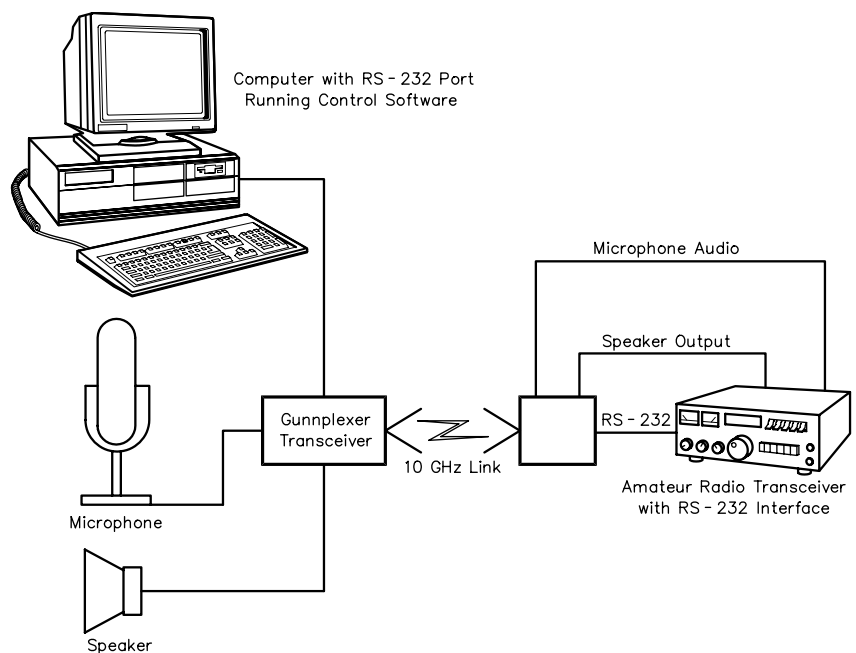 Computer with RS-232 Port
Running Control Software
Microphone Audio
Speaker Output
Gunnplexer
Transceiver
RS-232
10 GHz Link
Amateur Radio Transceiver
with RS-232 Interface
Microphone
Speaker